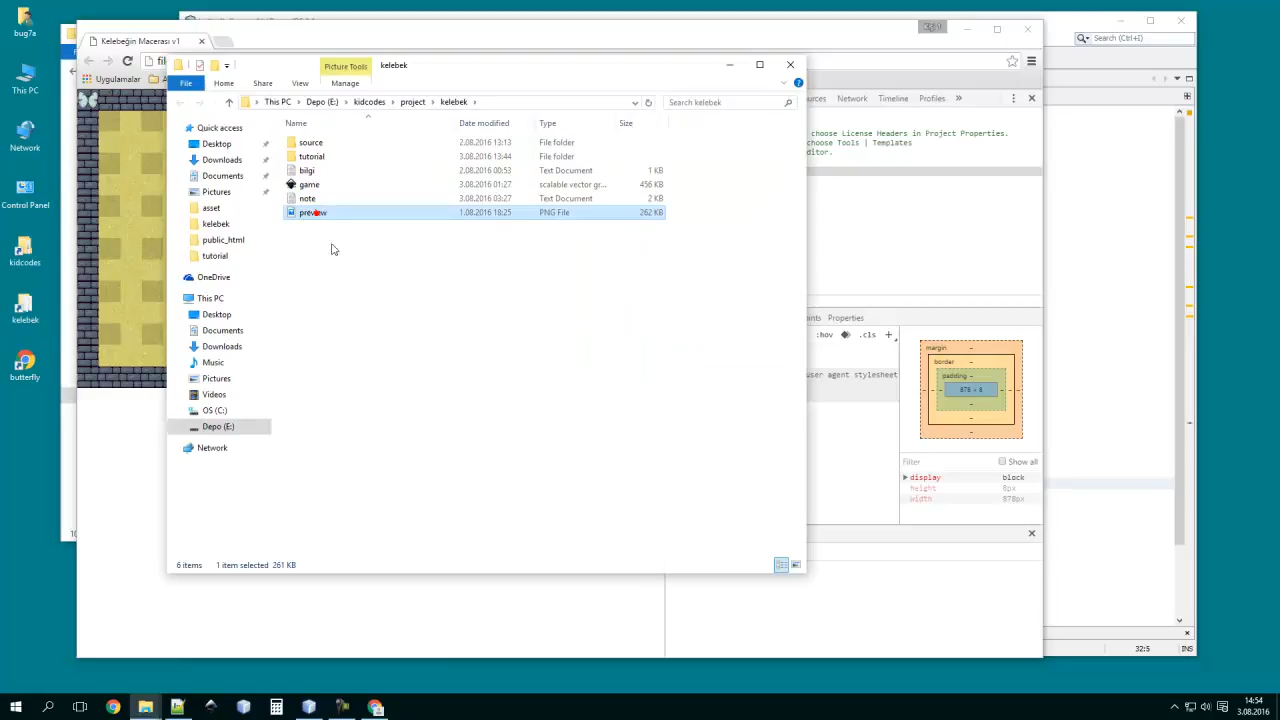 bug7a
This PC
Network
Control Panel
kidcodes
kelebek
butterfly
Kelebeğin Macerası v1
Uygulamalar
Picture Tools
kelebek
File
Home
Share
View
Manage
This PC
Depo (E:)
kidcodes
project
kelebek
Search kelebek
Name
Date modified
Type
Size
source
2.08.2016 13:13
File folder
tutorial
3.08.2016 13:44
File folder
bilgi
2.08.2016 00:53
Text Document
1 KB
game
3.08.2016 01:27
scalable vector gr...
456 KB
note
3.08.2016 03:27
Text Document
2 KB
preview
1.08.2016 18:25
PNG File
262 KB
Quick access
Desktop
Downloads
Documents
Pictures
asset
kelebek
public_html
tutorial
OneDrive
This PC
Desktop
Documents
Downloads
Music
Pictures
Videos
OS (C:)
Depo (E:)
Network
6 items
1 item selected 261 KB
Search (Ctrl+I)
Network
Timeline
Profiles
»
choose License Headers in Project Properties.
choose Tools | Templates
Properties
:hov
.cls
+
user agent stylesheet
margin
border
padding
878 × 8
Filter
Show all
display
block
height
8px
width
878px
32:5
INS
14:54
3.08.2016